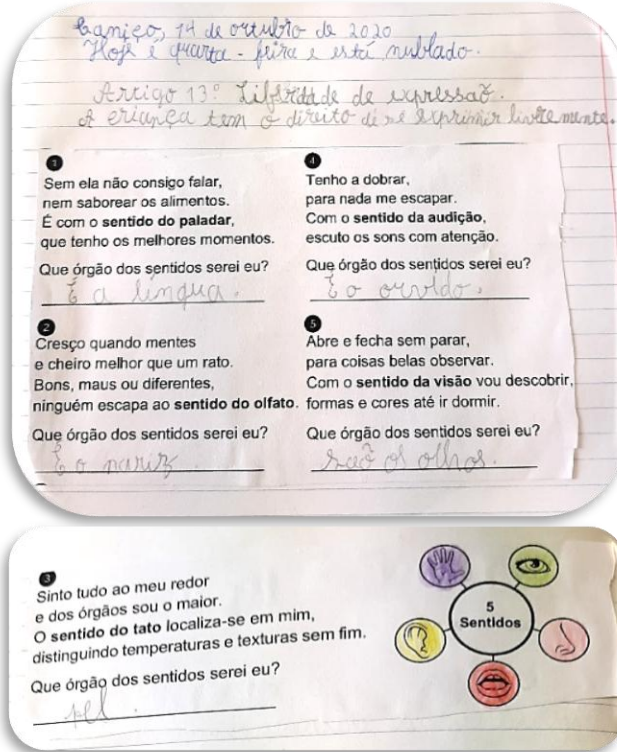 Caniço, 14 de outubro de 2020
Hoje é quarta-feira e está nublado.
Artigo 13º Liberdade de expressão.
A criança tem o direito de se exprimir livremente.
1
Sem ela não consigo falar,
nem saborear os alimentos.
É com o sentido do paladar,
que tenho os melhores momentos.
Que órgão dos sentidos serei eu?
É a língua.
2
Cresço quando mentes
e cheiro melhor que um rato.
Bons, maus ou diferentes,
ninguém escapa ao sentido do olfato.
Que órgão dos sentidos serei eu?
É o nariz
4
Tenho a dobrar,
para nada me escapar.
Com o sentido da audição,
escuto os sons com atenção.
Que órgão dos sentidos serei eu?
É o ouvido.
5
Abre e fecha sem parar,
para coisas belas observar.
Com o sentido da visão vou descobrir,
formas e cores até ir dormir.
Que órgão dos sentidos serei eu?
São os olhos.
3
Sinto tudo ao meu redor
e dos órgãos sou o maior.
O sentido do tato localiza-se em mim,
distinguindo temperaturas e texturas sem fim.
Que órgão dos sentidos serei eu?
pel.
5
Sentidos